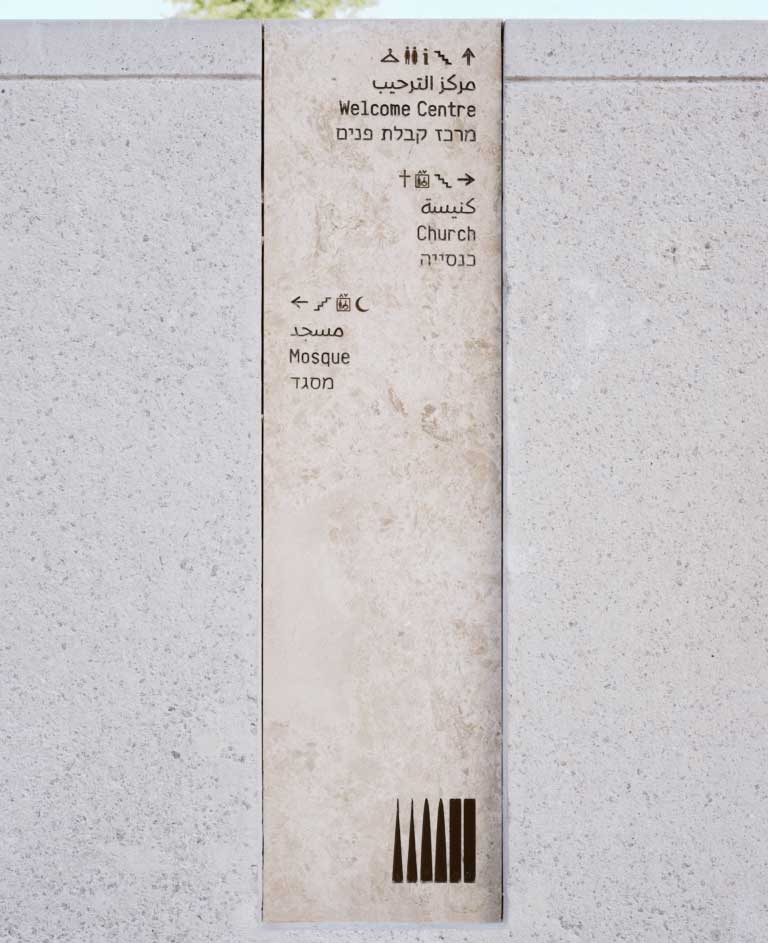 مركز الترحيب
Welcome Centre
מרכז קבלת פנים
كنيسة
Church
כנסייה
مسجد
Mosque
מסגד